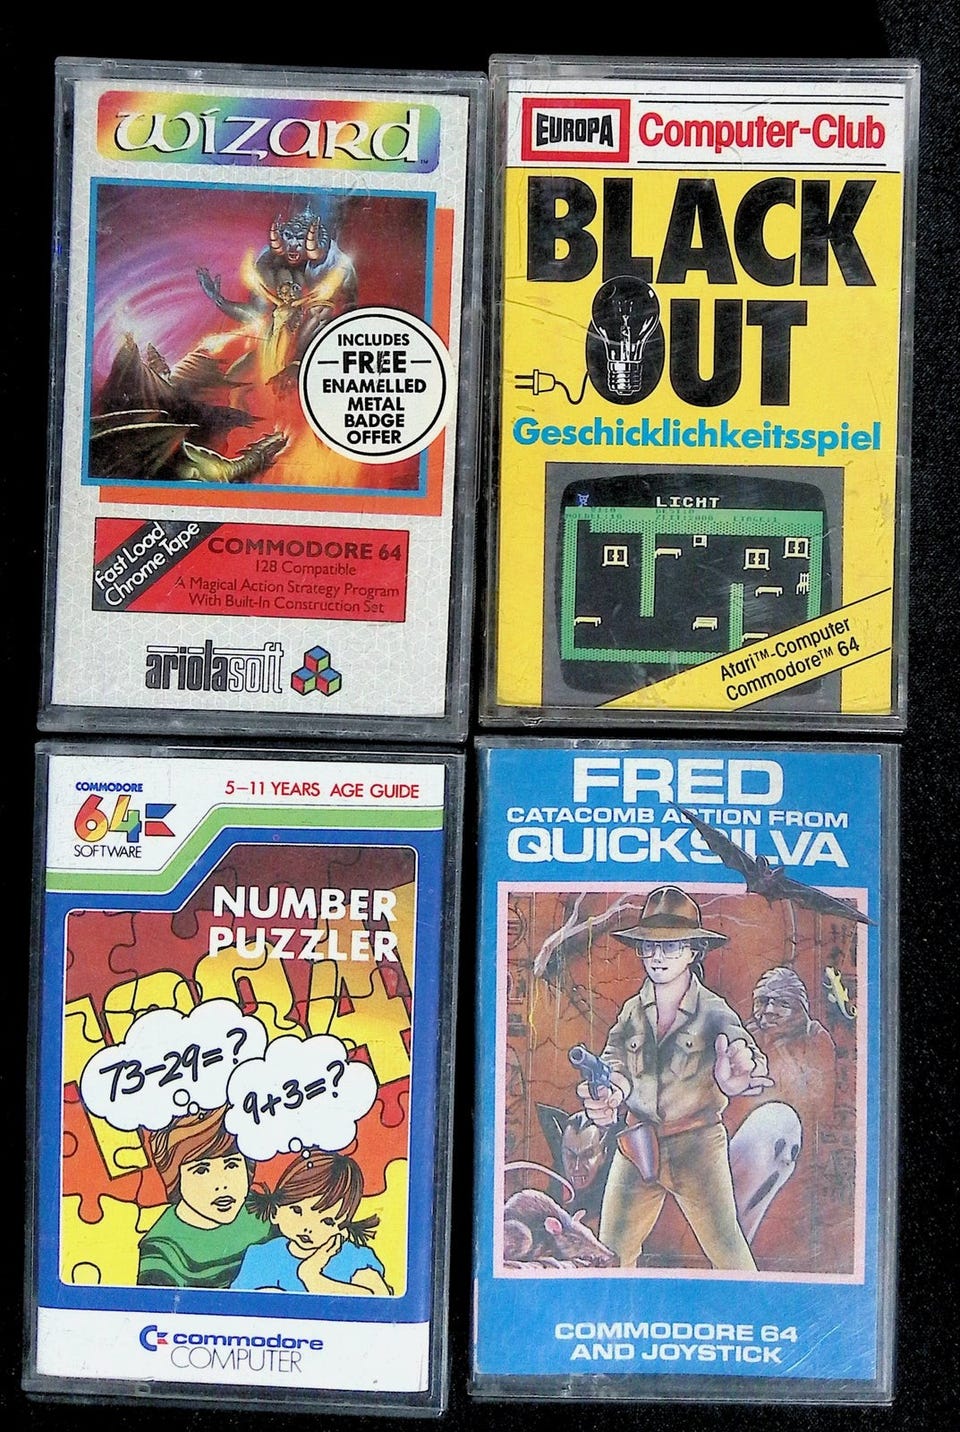 wizard
TM
INCLUDES
FREE
ENAMELLED
METAL
BADGE
OFFER
Fast Load
Chrome Tape
COMMODORE 64
128 Compatible
A Magical Action Strategy Program
With Built-In Construction Set
ariolasoft
EUROPA
Computer-Club
BLACK
OUT
Geschicklichkeitsspiel
LICHT
Atari™-Computer
Commodore™ 64
COMMODORE
64
SOFTWARE
5-11 YEARS AGE GUIDE
NUMBER
PUZZLER
73-29=?
9+3=?
commodore
COMPUTER
FRED
CATACOMB ACTION FROM
QUICKSILVA
COMMODORE 64
AND JOYSTICK